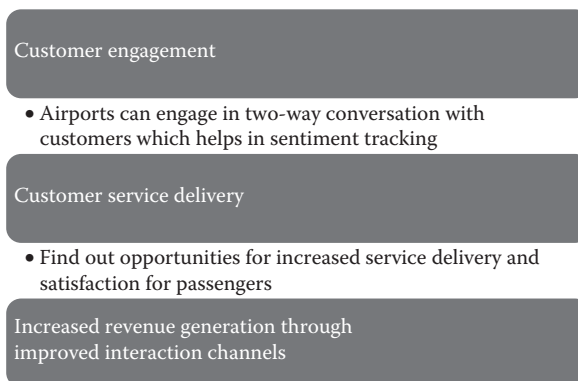 Customer engagement
• Airports can engage in two-way conversation with
customers which helps in sentiment tracking
Customer service delivery
• Find out opportunities for increased service delivery and
satisfaction for passengers
Increased revenue generation through
improved interaction channels